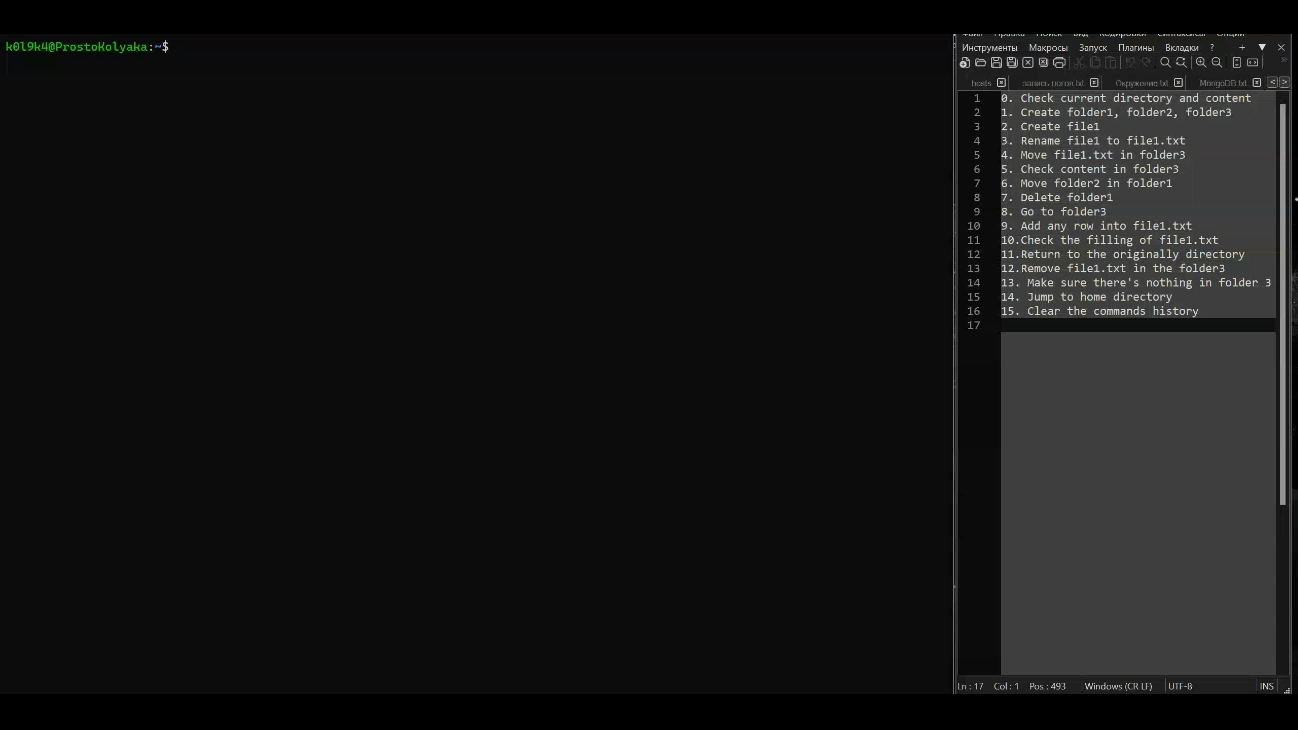 k0l9k4@ProstoKolyaka:~$
Инструменты Макросы Запуск Плагины Вкладки ? + ▼ ×
hosts Окружение.txt MongoDB.txt
1 0. Check current directory and content
2 1. Create folder1, folder2, folder3
3 2. Create file1
4 3. Rename file1 to file1.txt
5 4. Move file1.txt in folder3
6 5. Check content in folder3
7 6. Move folder2 in folder1
8 7. Delete folder1
9 8. Go to folder3
10 9. Add any row into file1.txt
11 10.Check the filling of file1.txt
12 11.Return to the originally directory
13 12.Remove file1.txt in the folder3
14 13. Make sure there's nothing in folder 3
15 14. Jump to home directory
16 15. Clear the commands history
17
Ln : 17 Col : 1 Pos : 493 Windows (CR LF) UTF-8 INS